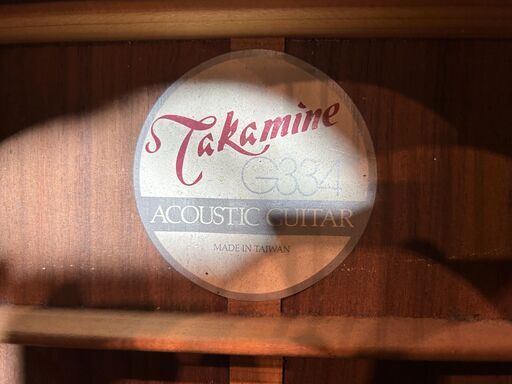 Takamine
G334
ACOUSTIC GUITAR
MADE IN TAIWAN